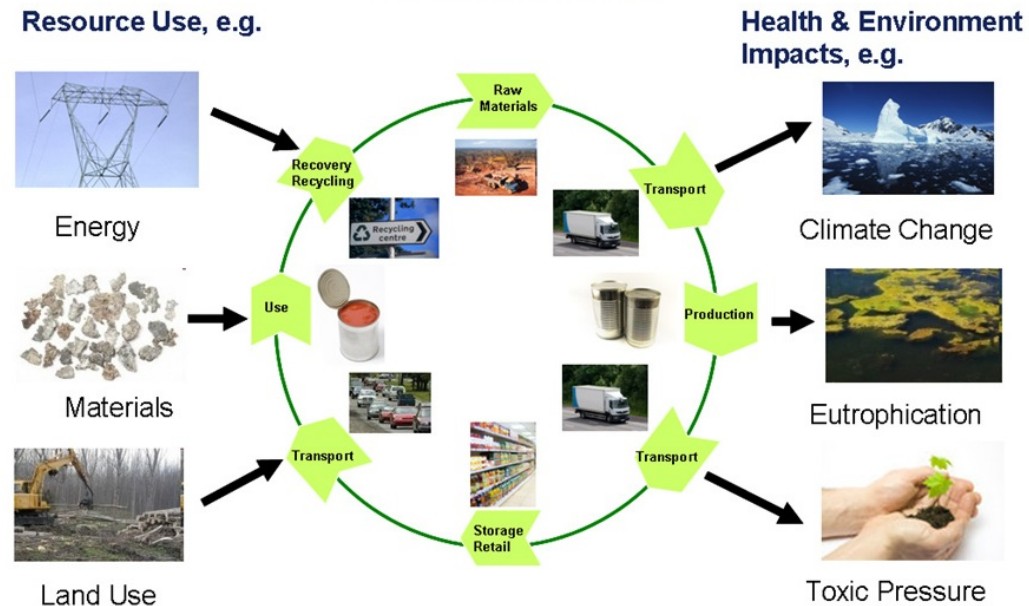 Resource Use, e.g.
Health & Environment
Impacts, e.g.
Raw
Materials
Recovery
Recycling
Transport
Recycling
centre
Energy
Climate Change
Use
Production
Materials
Eutrophication
Transport
Transport
Storage
Retail
Land Use
Toxic Pressure